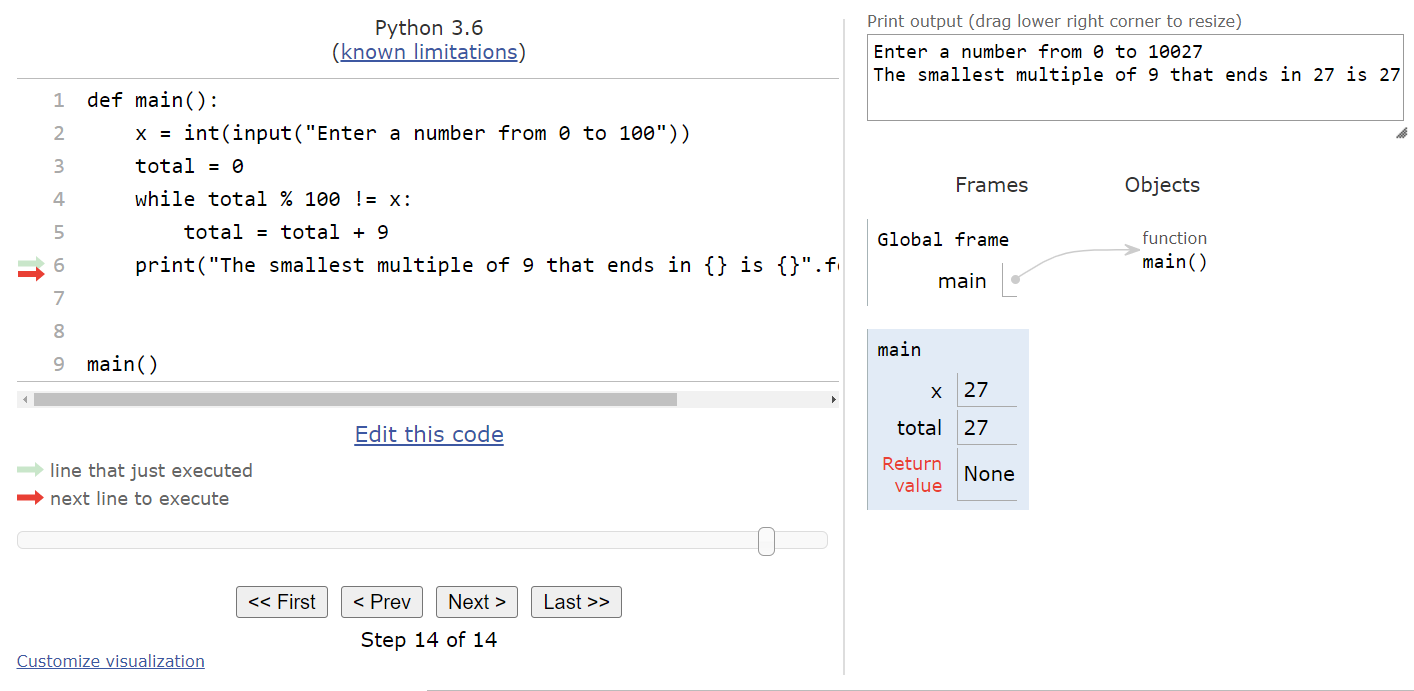 Python 3.6
(known limitations)
1 def main():
2     x = int(input("Enter a number from 0 to 100"))
3     total = 0
4     while total % 100 != x:
5         total = total + 9
6     print("The smallest multiple of 9 that ends in {} is {}".fo
7
8
9 main()
Edit this code
line that just executed
next line to execute
<< First < Prev Next > Last >>
Step 14 of 14
Customize visualization
Print output (drag lower right corner to resize)
Enter a number from 0 to 10027
The smallest multiple of 9 that ends in 27 is 27
Frames Objects
Global frame
main
function
main()
main
x 27
total 27
Return
value None